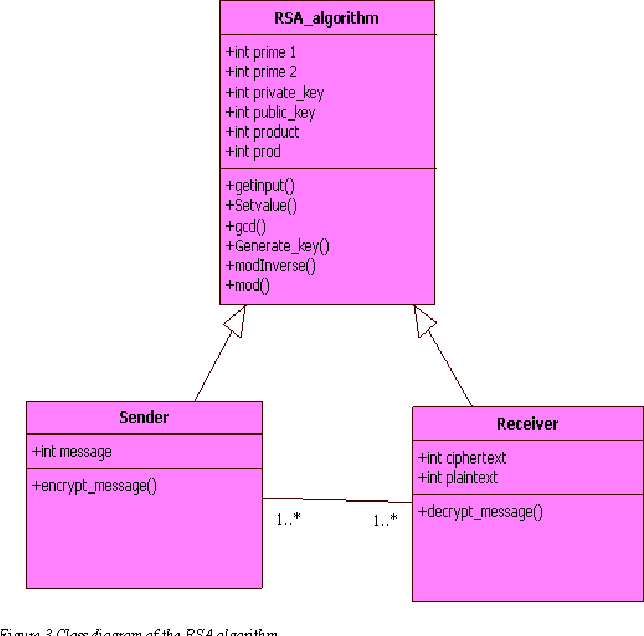 RSA_algorithm
+int prime 1
+int prime 2
+int private_key
+int public_key
+int product
+int prod
+getinput()
+Setvalue()
+gcd()
+Generate_key()
+modInverse()
+mod()
Sender
+int message
+encrypt_message()
1..*
1..*
Receiver
+int ciphertext
+int plaintext
+decrypt_message()
Figure 3 Class diagram of the RSA algorithm